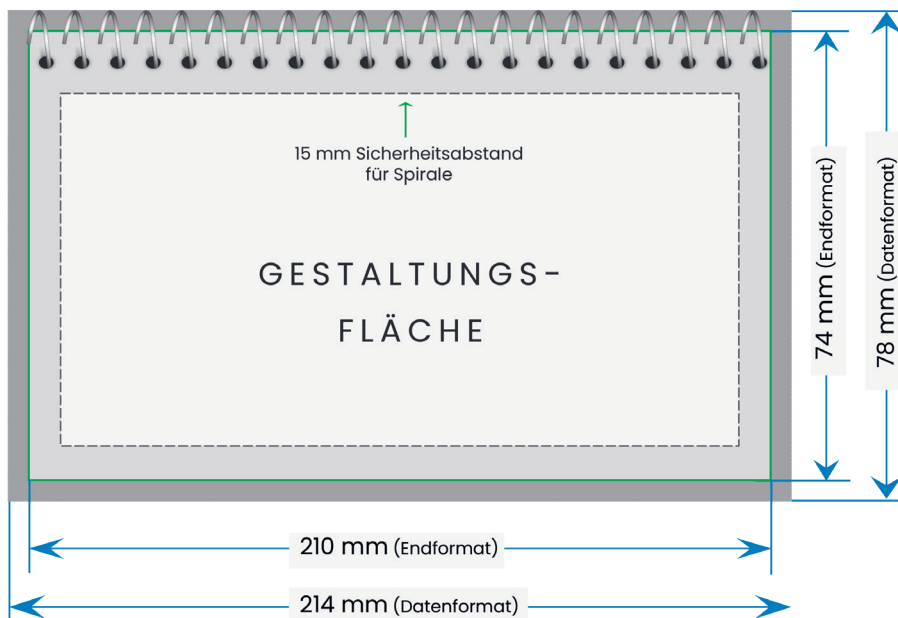 15 mm Sicherheitsabstand
für Spirale
GESTALTUNGS-
FLÄCHE
74 mm (Endformat)
78 mm (Datenformat)
210 mm (Endformat)
214 mm (Datenformat)